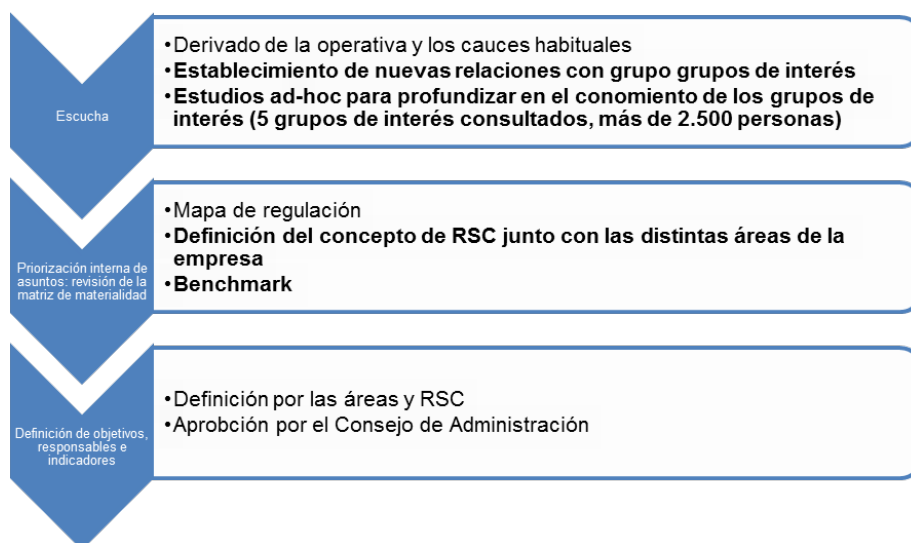 Escucha
•Derivado de la operativa y los cauces habituales
•Establecimiento de nuevas relaciones con grupo grupos de interés
•Estudios ad-hoc para profundizar en el conomiento de los grupos de
interés (5 grupos de interés consultados, más de 2.500 personas)
Priorización interna de
asuntos: revisión de la
matriz de materialidad
•Mapa de regulación
•Definición del concepto de RSC junto con las distintas áreas de la
empresa
•Benchmark
Definición de objetivos,
responsables e
indicadores
•Definición por las áreas y RSC
•Aprobción por el Consejo de Administración